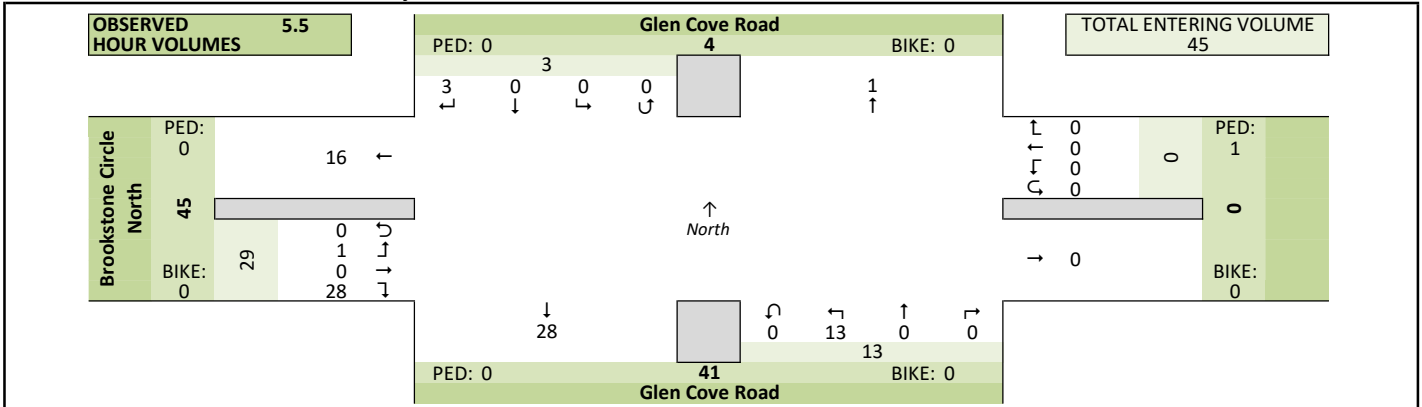 OBSERVED 5.5
HOUR VOLUMES
Glen Cove Road
PED: 0 4 BIKE: 0
TOTAL ENTERING VOLUME
45
3
3 0 0 0 1
↵ ↓ ↳ ↺ ↑
Brookstone Circle
North
PED:
0
45
BIKE:
0
16 ←
29
0 ⮌
1 ↰
0 →
28 ↴
↑
North
↱ 0
← 0
↲ 0
⮎ 0
0
→ 0
PED:
1
0
BIKE:
0
↓
28
↶ ↰ ↑ ↱
0 13 0 0
13
PED: 0 41 BIKE: 0
Glen Cove Road